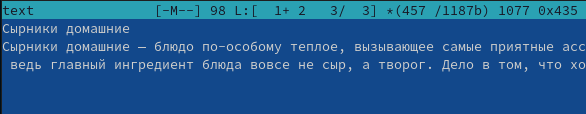 text [-M--] 98 L:[ 1+ 2 3/ 3] *(457 /1187b) 1077 0x435
Сырники домашние
Сырники домашние — блюдо по-особому теплое, вызывающее самые приятные асс
ведь главный ингредиент блюда вовсе не сыр, а творог. Дело в том, что хо